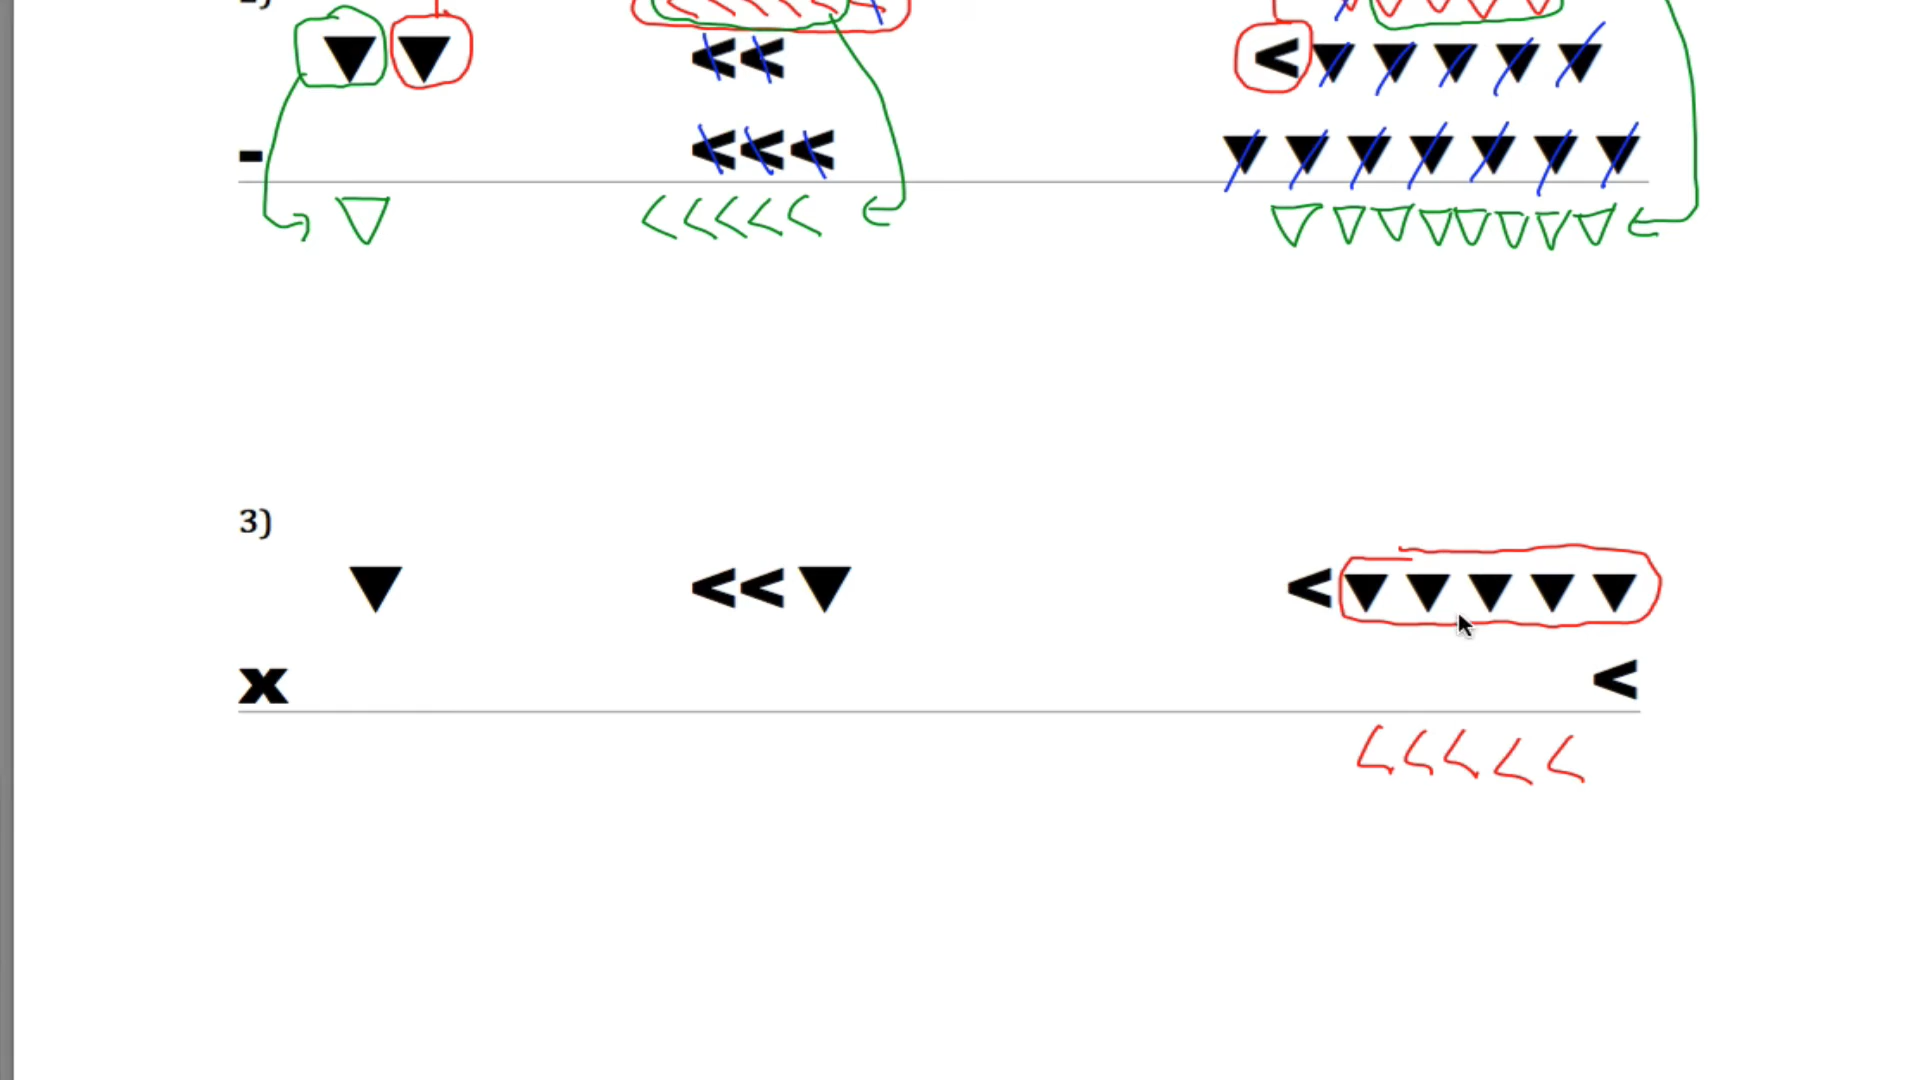 ▼ ▼ << < ▼ ▼ ▼ ▼ ▼
- <<< ▼ ▼ ▼ ▼ ▼ ▼ ▼
▽ <<<<< ▽ ▽ ▽ ▽ ▽ ▽ ▽ ▽
3)
▼ << ▼ < ▼ ▼ ▼ ▼ ▼
x <
< < < < <